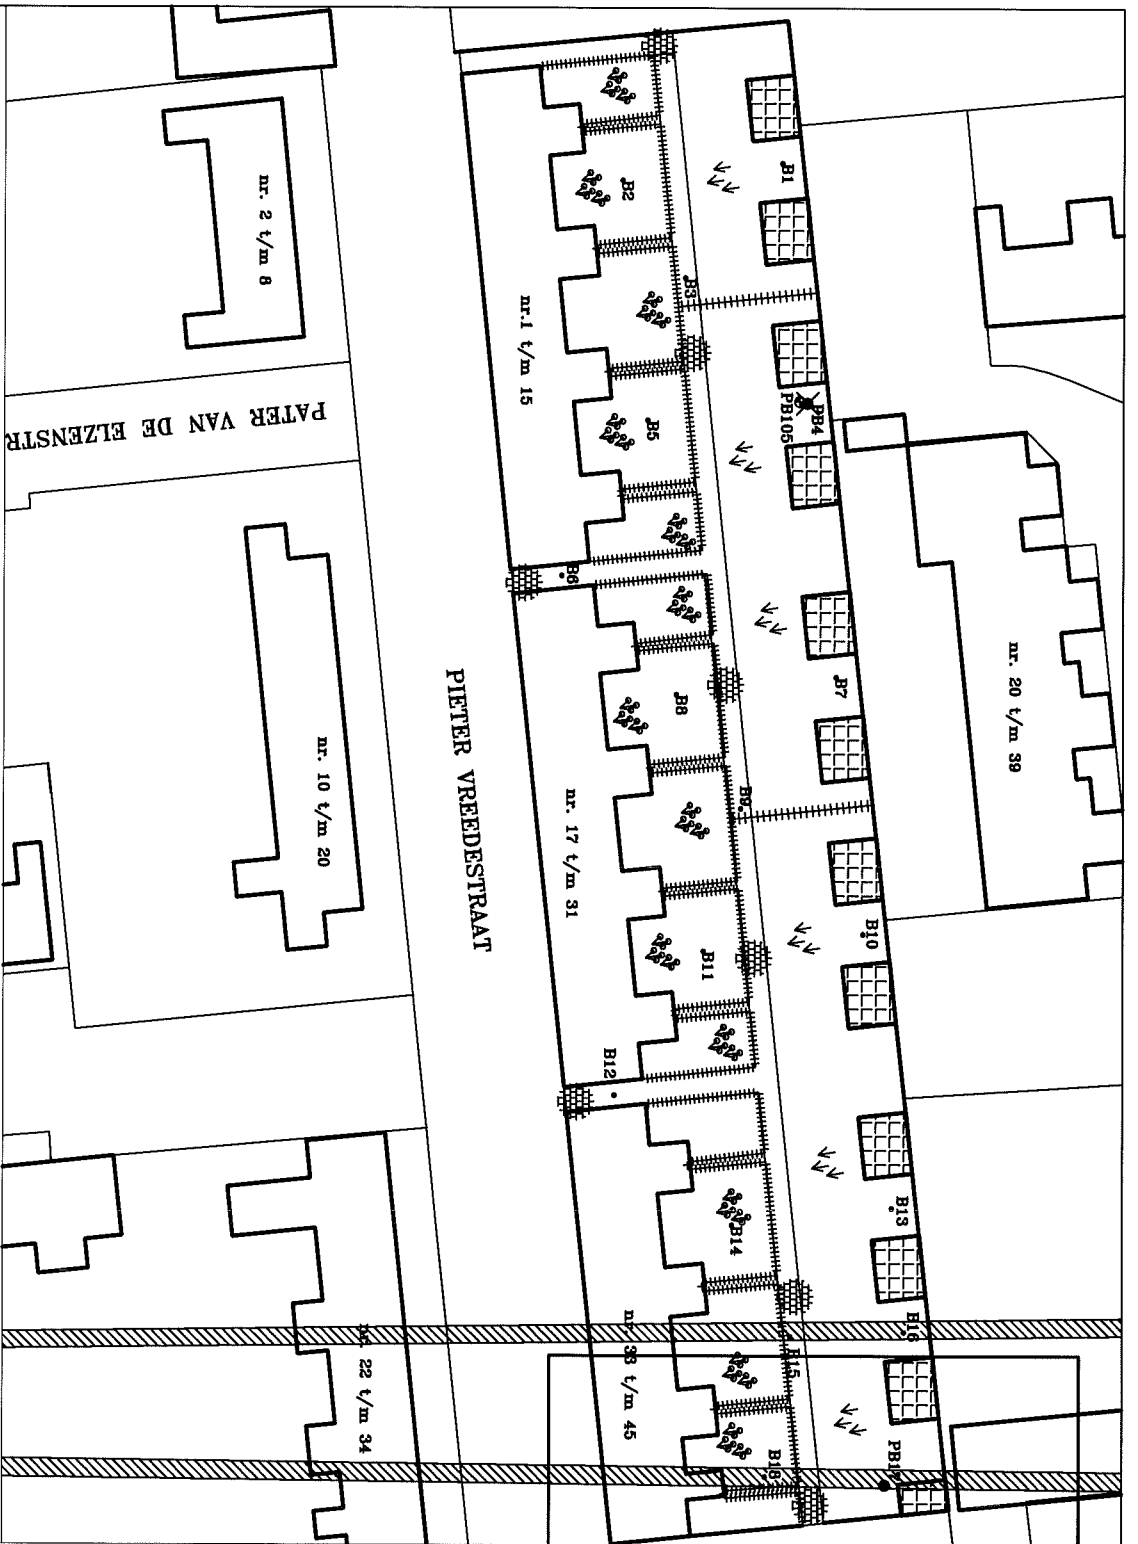 B1
nr. 2 t/m 8
B2
B3
nr.1 t/m 15
PATER VAN DE ELZENSTR
PB4
PB105
B5
B6
nr. 20 t/m 39
B7
B8
PIETER VREEDESTRAAT
nr. 10 t/m 20
B9
nr. 17 t/m 31
B10
B11
B12
B13
B14
B16
B15
nr. 33 t/m 45
nr. 22 t/m 34
PB17
B18